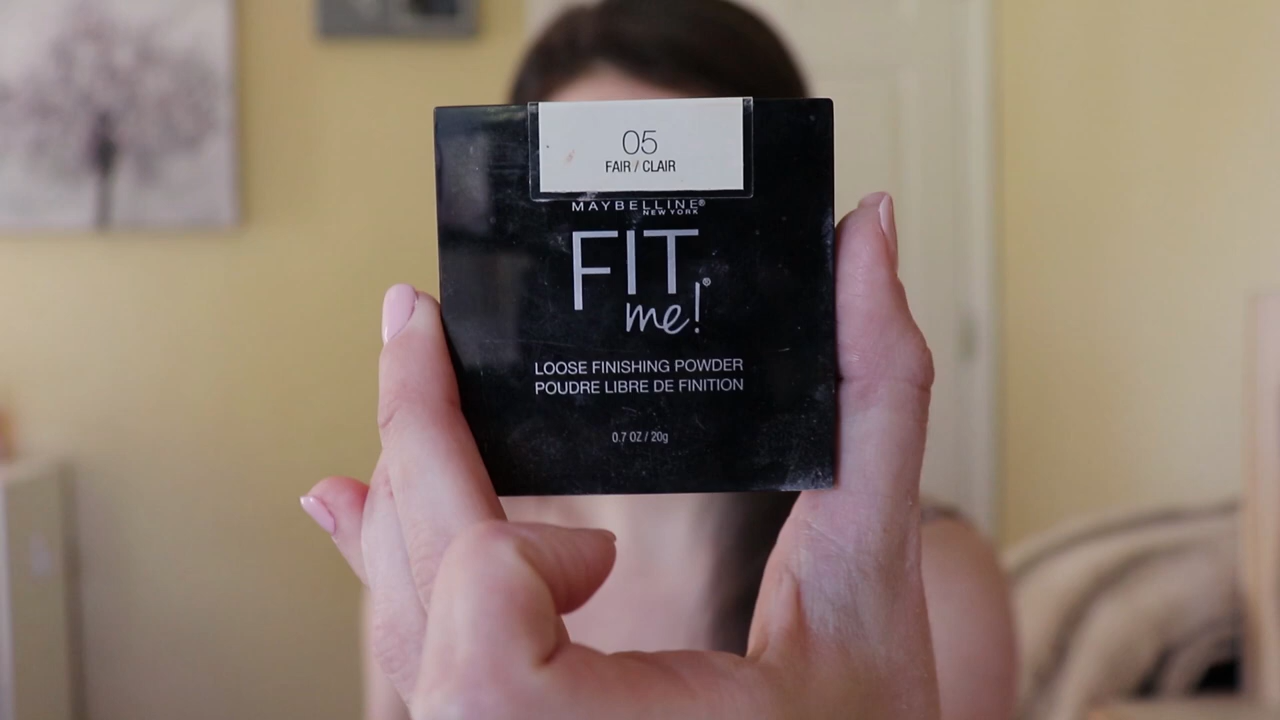 05
FAIR / CLAIR
MAYBELLINE®
NEW YORK
FIT
me!®
LOOSE FINISHING POWDER
POUDRE LIBRE DE FINITION
0.7 OZ / 20g